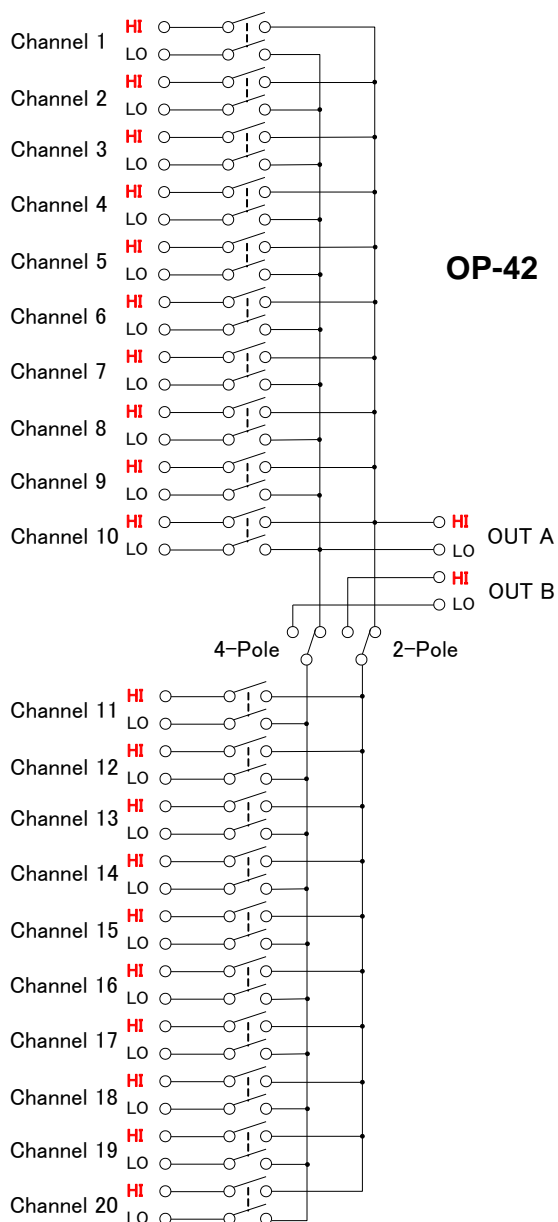 Channel 1 HI
LO
Channel 2 HI
LO
Channel 3 HI
LO
Channel 4 HI
LO
Channel 5 HI
LO
OP-42
Channel 6 HI
LO
Channel 7 HI
LO
Channel 8 HI
LO
Channel 9 HI
LO
Channel 10 HI
LO
HI
LO
OUT A
HI
LO
OUT B
4-Pole
2-Pole
Channel 11 HI
LO
Channel 12 HI
LO
Channel 13 HI
LO
Channel 14 HI
LO
Channel 15 HI
LO
Channel 16 HI
LO
Channel 17 HI
LO
Channel 18 HI
LO
Channel 19 HI
LO
Channel 20 HI
LO